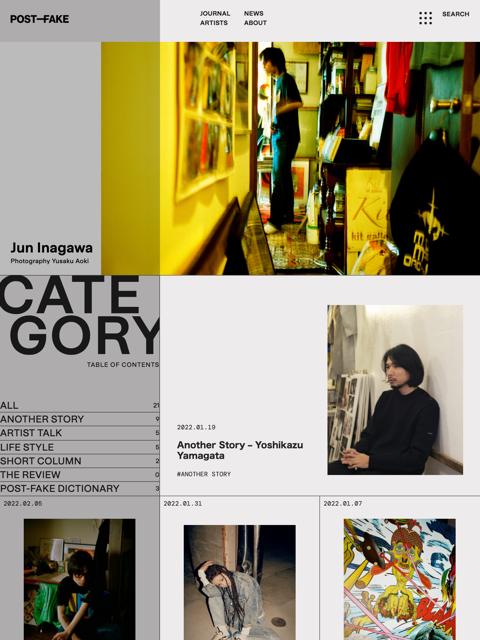 POST—FAKE
JOURNAL
ARTISTS
NEWS
ABOUT
SEARCH
Jun Inagawa
Photography Yusaku Aoki
CATE
GORY
TABLE OF CONTENTS
ALL 21
ANOTHER STORY 9
ARTIST TALK 5
LIFE STYLE 5
SHORT COLUMN 2
THE REVIEW 0
POST-FAKE DICTIONARY 3
2022.01.19
Another Story – Yoshikazu
Yamagata
#ANOTHER STORY
2022.02.05
2022.01.31
2022.01.07